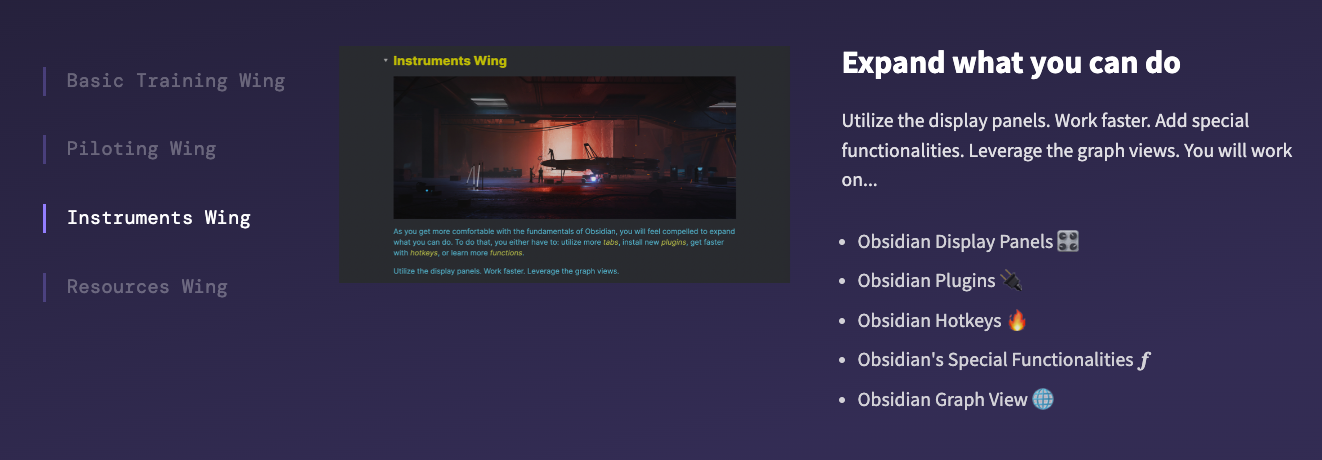 Basic Training Wing
Piloting Wing
Instruments Wing
Resources Wing
Instruments Wing
As you get more comfortable with the fundamentals of Obsidian, you will feel compelled to expand
what you can do. To do that, you either have to: utilize more tabs, install new plugins, get faster
with hotkeys, or learn more functions.
Utilize the display panels. Work faster. Leverage the graph views.
Expand what you can do
Utilize the display panels. Work faster. Add special
functionalities. Leverage the graph views. You will work
on...
• Obsidian Display Panels 🎛️
• Obsidian Plugins 🔌
• Obsidian Hotkeys 🔥
• Obsidian's Special Functionalities ƒ
• Obsidian Graph View 🌐